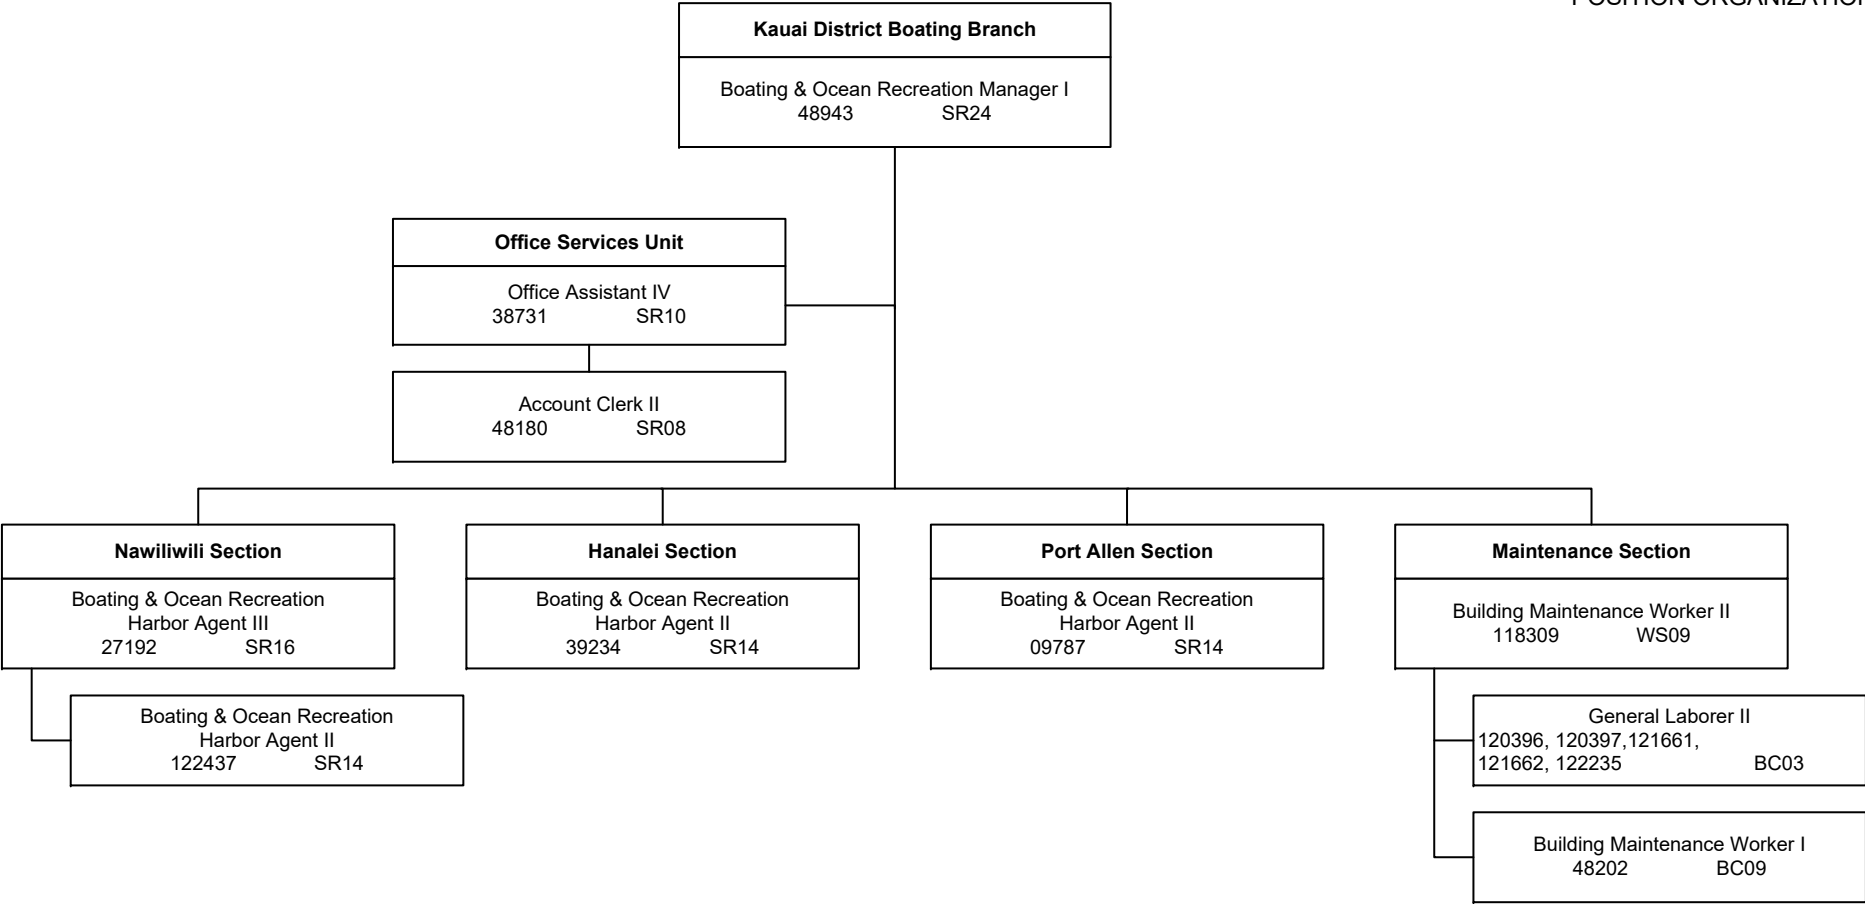 POSITION ORGANIZATION
Kauai District Boating Branch
Boating & Ocean Recreation Manager I
48943 SR24
Office Services Unit
Office Assistant IV
38731 SR10
Account Clerk II
48180 SR08
Nawiliwili Section
Boating & Ocean Recreation
Harbor Agent III
27192 SR16
Boating & Ocean Recreation
Harbor Agent II
122437 SR14
Hanalei Section
Boating & Ocean Recreation
Harbor Agent II
39234 SR14
Port Allen Section
Boating & Ocean Recreation
Harbor Agent II
09787 SR14
Maintenance Section
Building Maintenance Worker II
118309 WS09
General Laborer II
120396, 120397,121661,
121662, 122235 BC03
Building Maintenance Worker I
48202 BC09